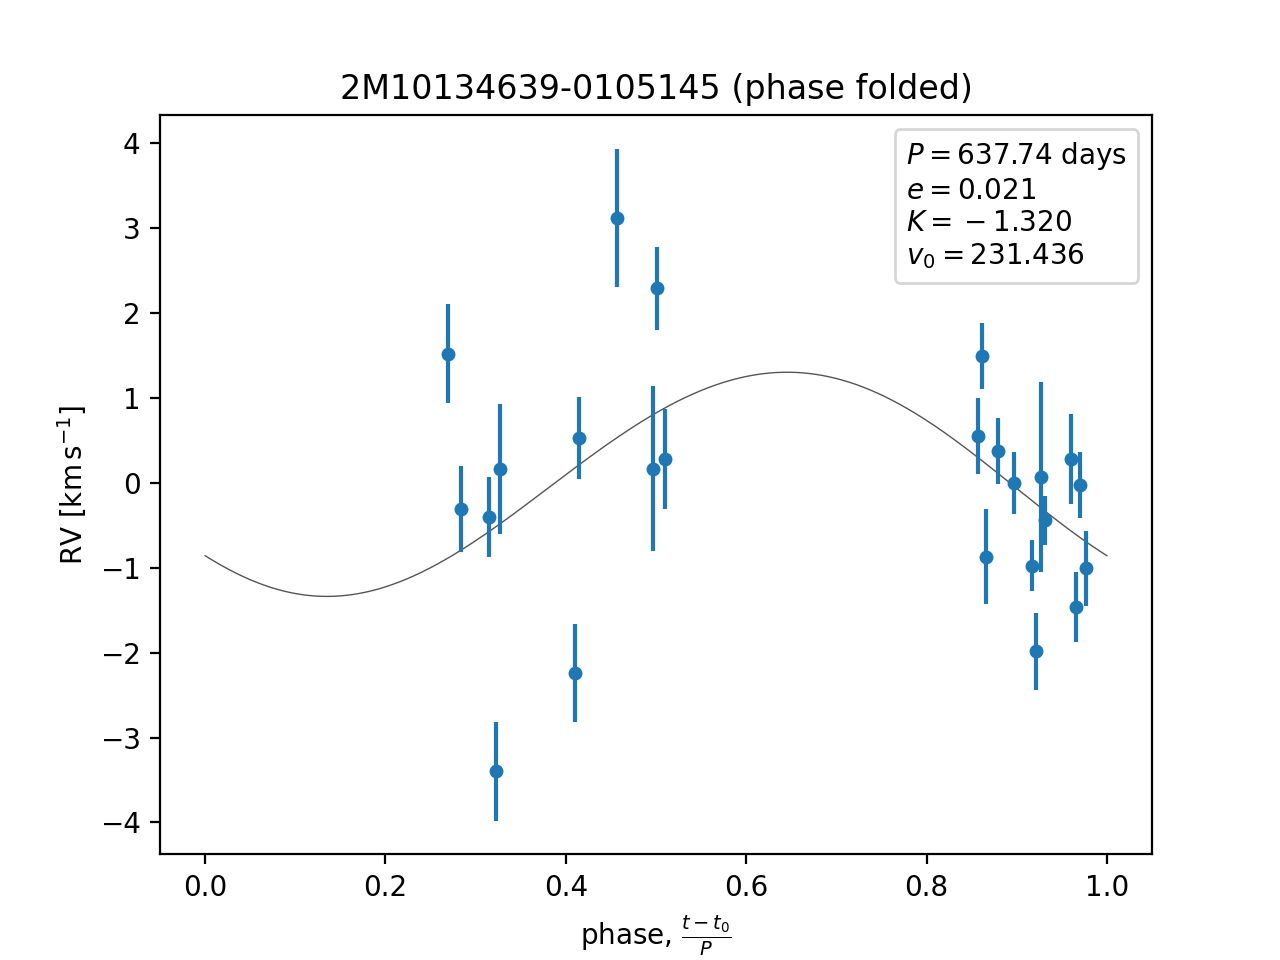 2M10134639-0105145 (phase folded)
P = 637.74 days
e = 0.021
K = −1.320
v₀ = 231.436
4
3
2
1
0
−1
−2
−3
−4
RV [km s⁻¹]
0.0 0.2 0.4 0.6 0.8 1.0
phase, (t − t₀)/P